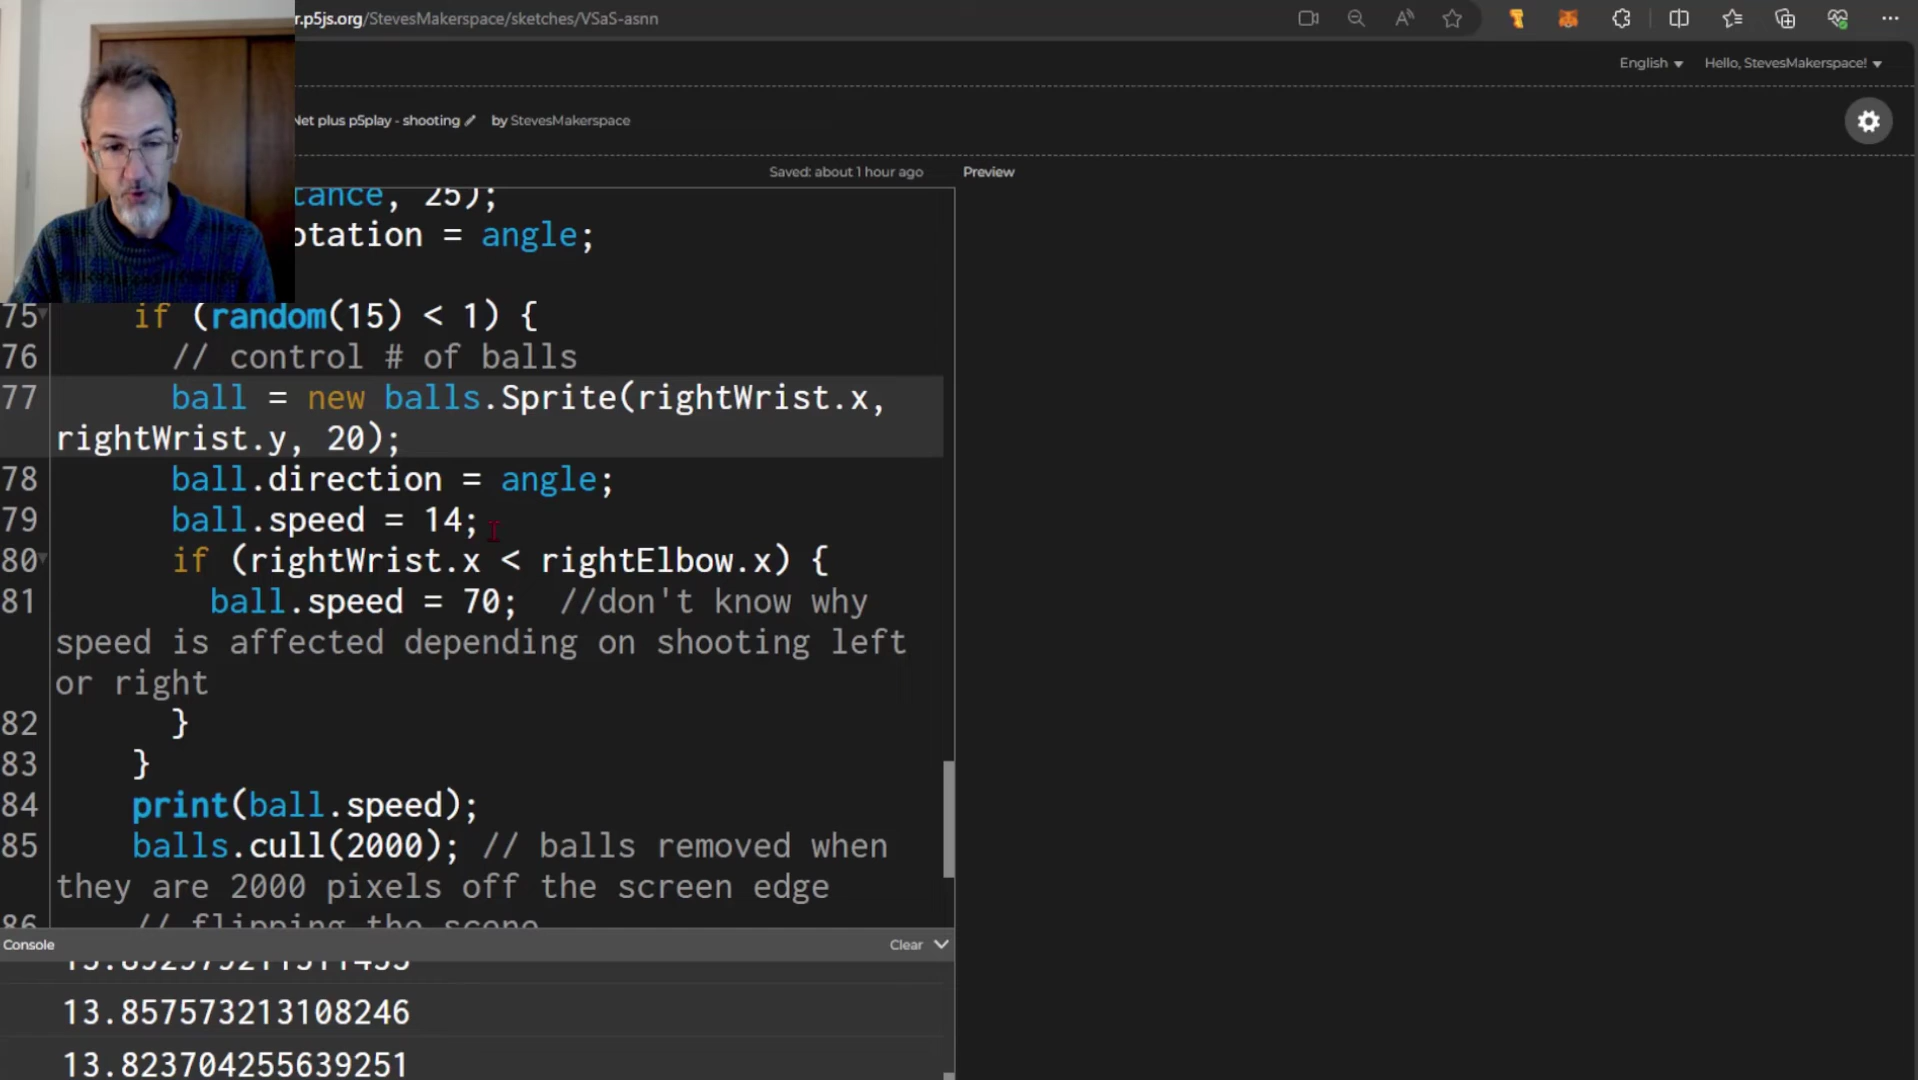 r.p5js.org/StevesMakerspace/sketches/VSaS-asnn
English
Hello, StevesMakerspace!
Net plus p5play - shooting
by StevesMakerspace
Saved: about 1 hour ago
Preview
tance, 25);
otation = angle;
75 if (random(15) < 1) {
76 // control # of balls
77 ball = new balls.Sprite(rightWrist.x,
rightWrist.y, 20);
78 ball.direction = angle;
79 ball.speed = 14;
80 if (rightWrist.x < rightElbow.x) {
81 ball.speed = 70; //don't know why
speed is affected depending on shooting left
or right
82 }
83 }
84 print(ball.speed);
85 balls.cull(2000); // balls removed when
they are 2000 pixels off the screen edge
86 // flipping the scene
Console
Clear
13.857573213108246
13.823704255639251